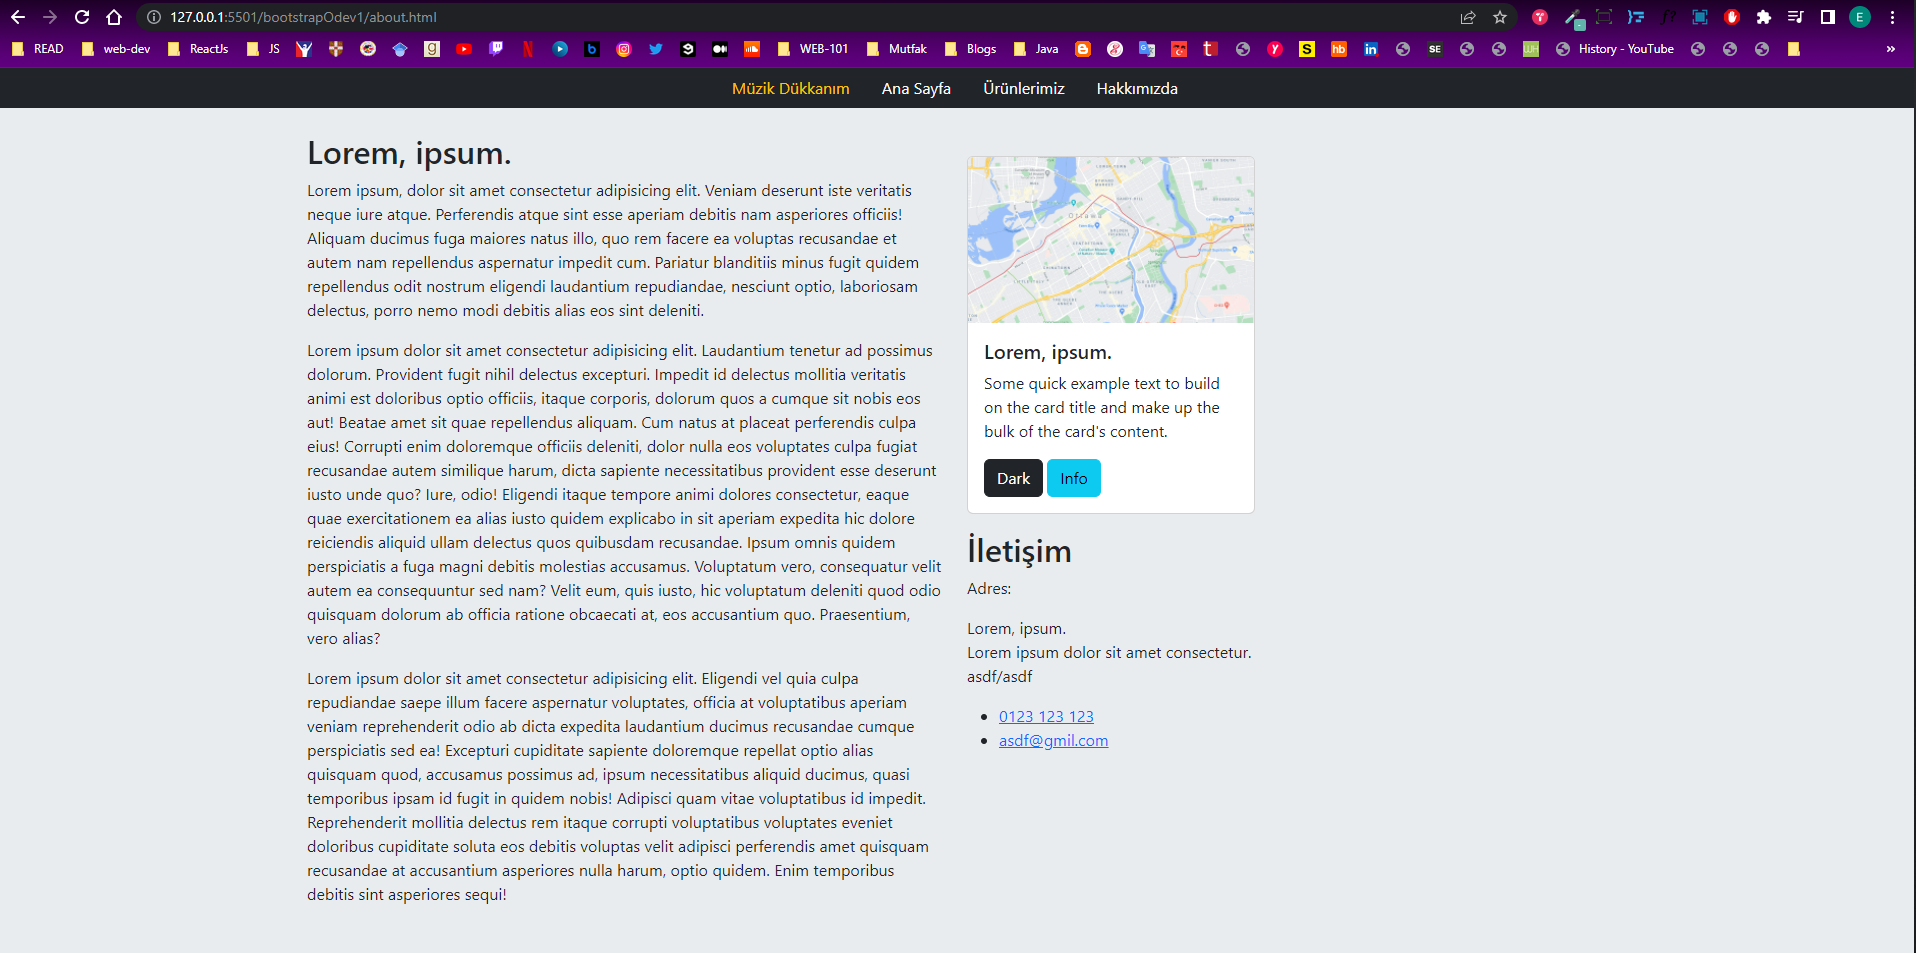 127.0.0.1:5501/bootstrapOdev1/about.html
READ web-dev ReactJs JS WEB-101 Mutfak Blogs Java History - YouTube
Müzik Dükkanım Ana Sayfa Ürünlerimiz Hakkımızda
Lorem, ipsum.
Lorem ipsum, dolor sit amet consectetur adipisicing elit. Veniam deserunt iste veritatis
neque iure atque. Perferendis atque sint esse aperiam debitis nam asperiores officiis!
Aliquam ducimus fuga maiores natus illo, quo rem facere ea voluptas recusandae et
autem nam repellendus aspernatur impedit cum. Pariatur blanditiis minus fugit quidem
repellendus odit nostrum eligendi laudantium repudiandae, nesciunt optio, laboriosam
delectus, porro nemo modi debitis alias eos sint deleniti.
Lorem ipsum dolor sit amet consectetur adipisicing elit. Laudantium tenetur ad possimus
dolorum. Provident fugit nihil delectus excepturi. Impedit id delectus mollitia veritatis
animi est doloribus optio officiis, itaque corporis, dolorum quos a cumque sit nobis eos
aut! Beatae amet sit quae repellendus aliquam. Cum natus at placeat perferendis culpa
eius! Corrupti enim doloremque officiis deleniti, dolor nulla eos voluptates culpa fugiat
recusandae autem similique harum, dicta sapiente necessitatibus provident esse deserunt
iusto unde quo? Iure, odio! Eligendi itaque tempore animi dolores consectetur, eaque
quae exercitationem ea alias iusto quidem explicabo in sit aperiam expedita hic dolore
reiciendis aliquid ullam delectus quos quibusdam recusandae. Ipsum omnis quidem
perspiciatis a fuga magni debitis molestias accusamus. Voluptatum vero, consequatur velit
autem ea consequuntur sed nam? Velit eum, quis iusto, hic voluptatum deleniti quod odio
quisquam dolorum ab officia ratione obcaecati at, eos accusantium quo. Praesentium,
vero alias?
Lorem ipsum dolor sit amet consectetur adipisicing elit. Eligendi vel quia culpa
repudiandae saepe illum facere aspernatur voluptates, officia at voluptatibus aperiam
veniam reprehenderit odio ab dicta expedita laudantium ducimus recusandae cumque
perspiciatis sed ea! Excepturi cupiditate sapiente doloremque repellat optio alias
quisquam quod, accusamus possimus ad, ipsum necessitatibus aliquid ducimus, quasi
temporibus ipsam id fugit in quidem nobis! Adipisci quam vitae voluptatibus id impedit.
Reprehenderit mollitia delectus rem itaque corrupti voluptatibus voluptates eveniet
doloribus cupiditate soluta eos debitis voluptas velit adipisci perferendis amet quisquam
recusandae at accusantium asperiores nulla harum, optio quidem. Enim temporibus
debitis sint asperiores sequi!
Ottawa
Lorem, ipsum.
Some quick example text to build
on the card title and make up the
bulk of the card's content.
Dark Info
İletişim
Adres:
Lorem, ipsum.
Lorem ipsum dolor sit amet consectetur.
asdf/asdf
0123 123 123
asdf@gmil.com